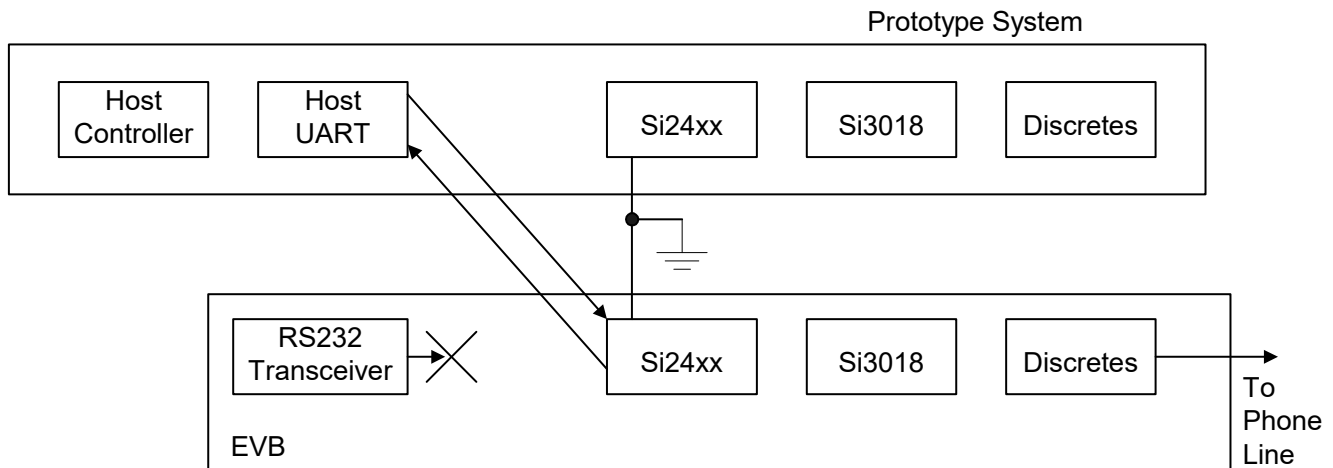 Prototype System
Host
Controller
Host
UART
Si24xx
Si3018
Discretes
RS232
Transceiver
Si24xx
Si3018
Discretes
EVB
To
Phone
Line